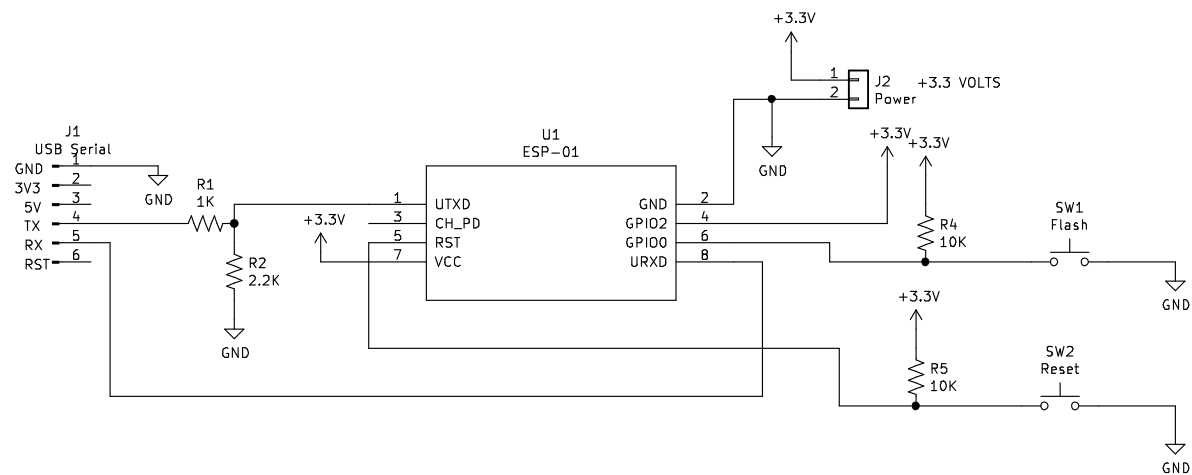 +3.3V
1
2
J2
Power
+3.3 VOLTS
GND
J1
USB Serial
GND 1
3V3 2
5V 3
TX 4
RX 5
RST 6
GND
R1
1K
R2
2.2K
GND
+3.3V
U1
ESP-01
1 UTXD
3 CH_PD
5 RST
7 VCC
GND 2
GPIO2 4
GPIO0 6
URXD 8
+3.3V
+3.3V
R4
10K
SW1
Flash
GND
+3.3V
R5
10K
SW2
Reset
GND